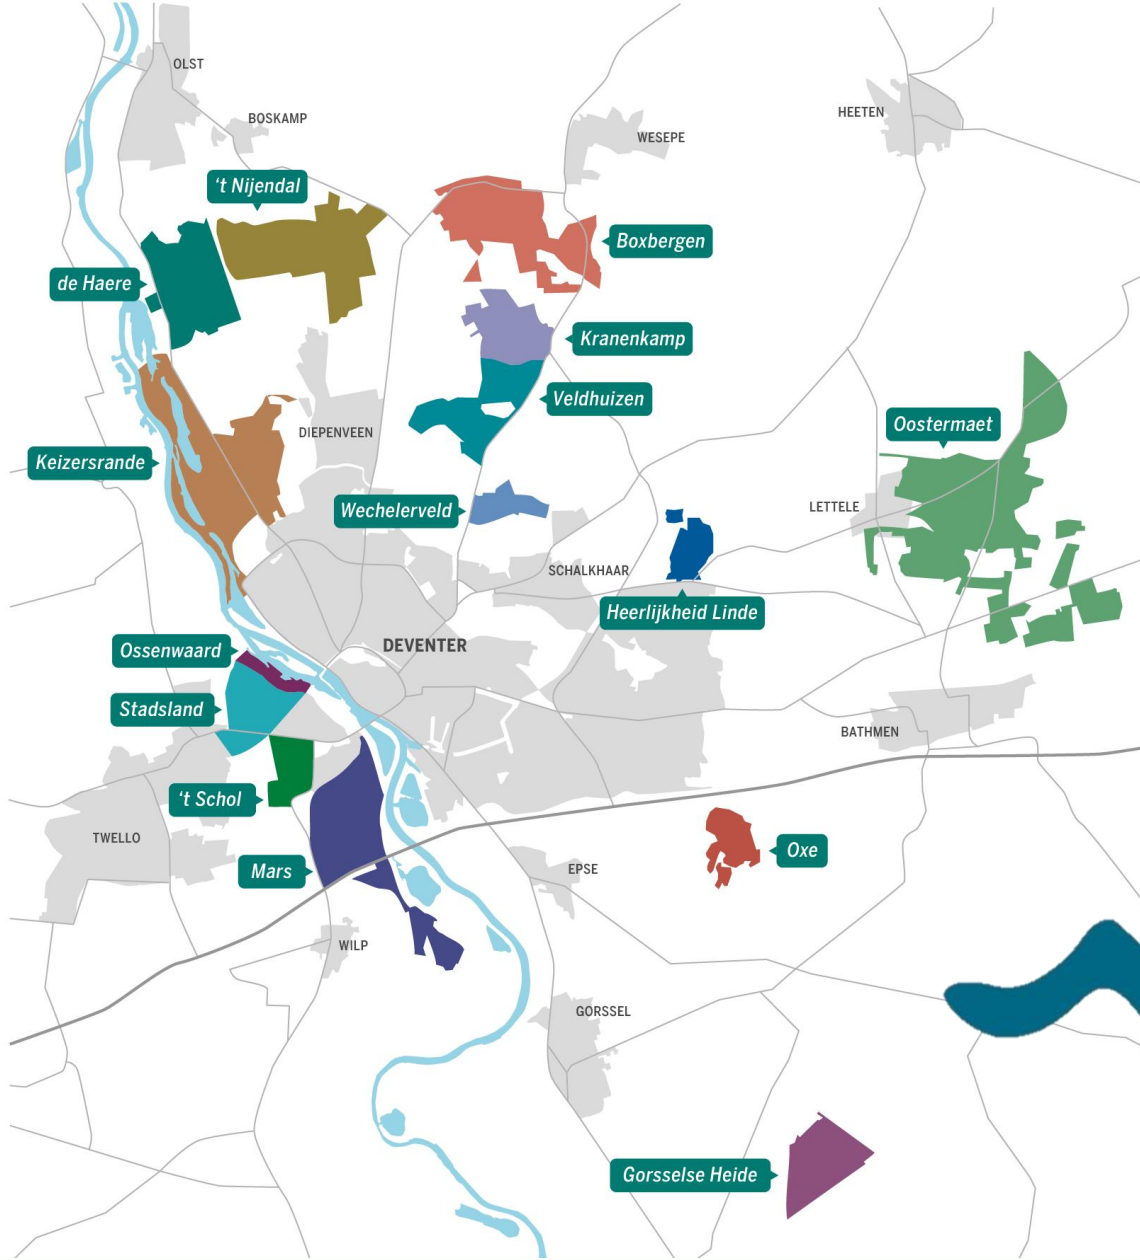 OLST
BOSKAMP
WESEPE
HEETEN
‘t Nijendal
Boxbergen
de Haere
Kranenkamp
Veldhuizen
Oostermaet
DIEPENVEEN
Keizersrande
Wechelerveld
LETTELE
SCHALKHAAR
Heerlijkheid Linde
DEVENTER
Ossenwaard
Stadsland
BATHMEN
‘t Schol
TWELLO
Mars
EPSE
Oxe
WILP
GORSSEL
Gorsselse Heide